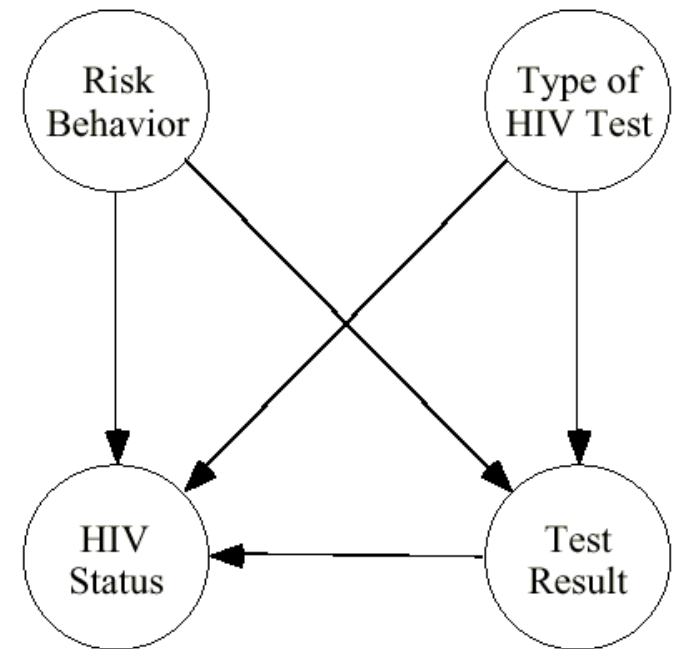 Risk
Behavior
Type of
HIV Test
HIV
Status
Test
Result